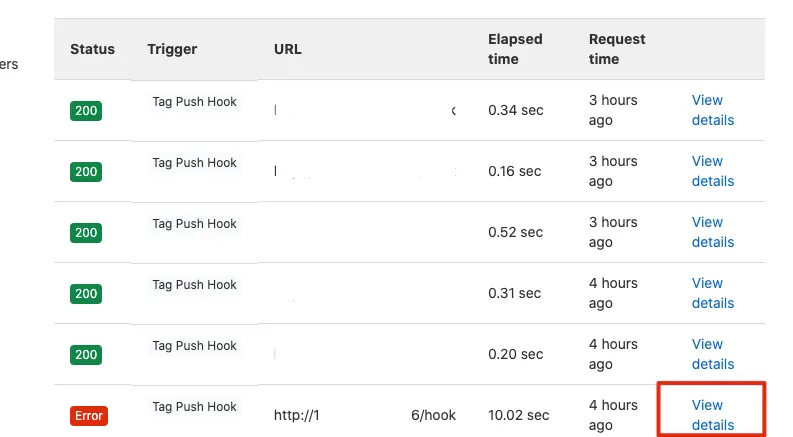 ers
Status Trigger URL Elapsed time Request time
200 Tag Push Hook 0.34 sec 3 hours ago View details
200 Tag Push Hook 0.16 sec 3 hours ago View details
200 Tag Push Hook 0.52 sec 3 hours ago View details
200 Tag Push Hook 0.31 sec 4 hours ago View details
200 Tag Push Hook 0.20 sec 4 hours ago View details
Error Tag Push Hook http://1 6/hook 10.02 sec 4 hours ago View details